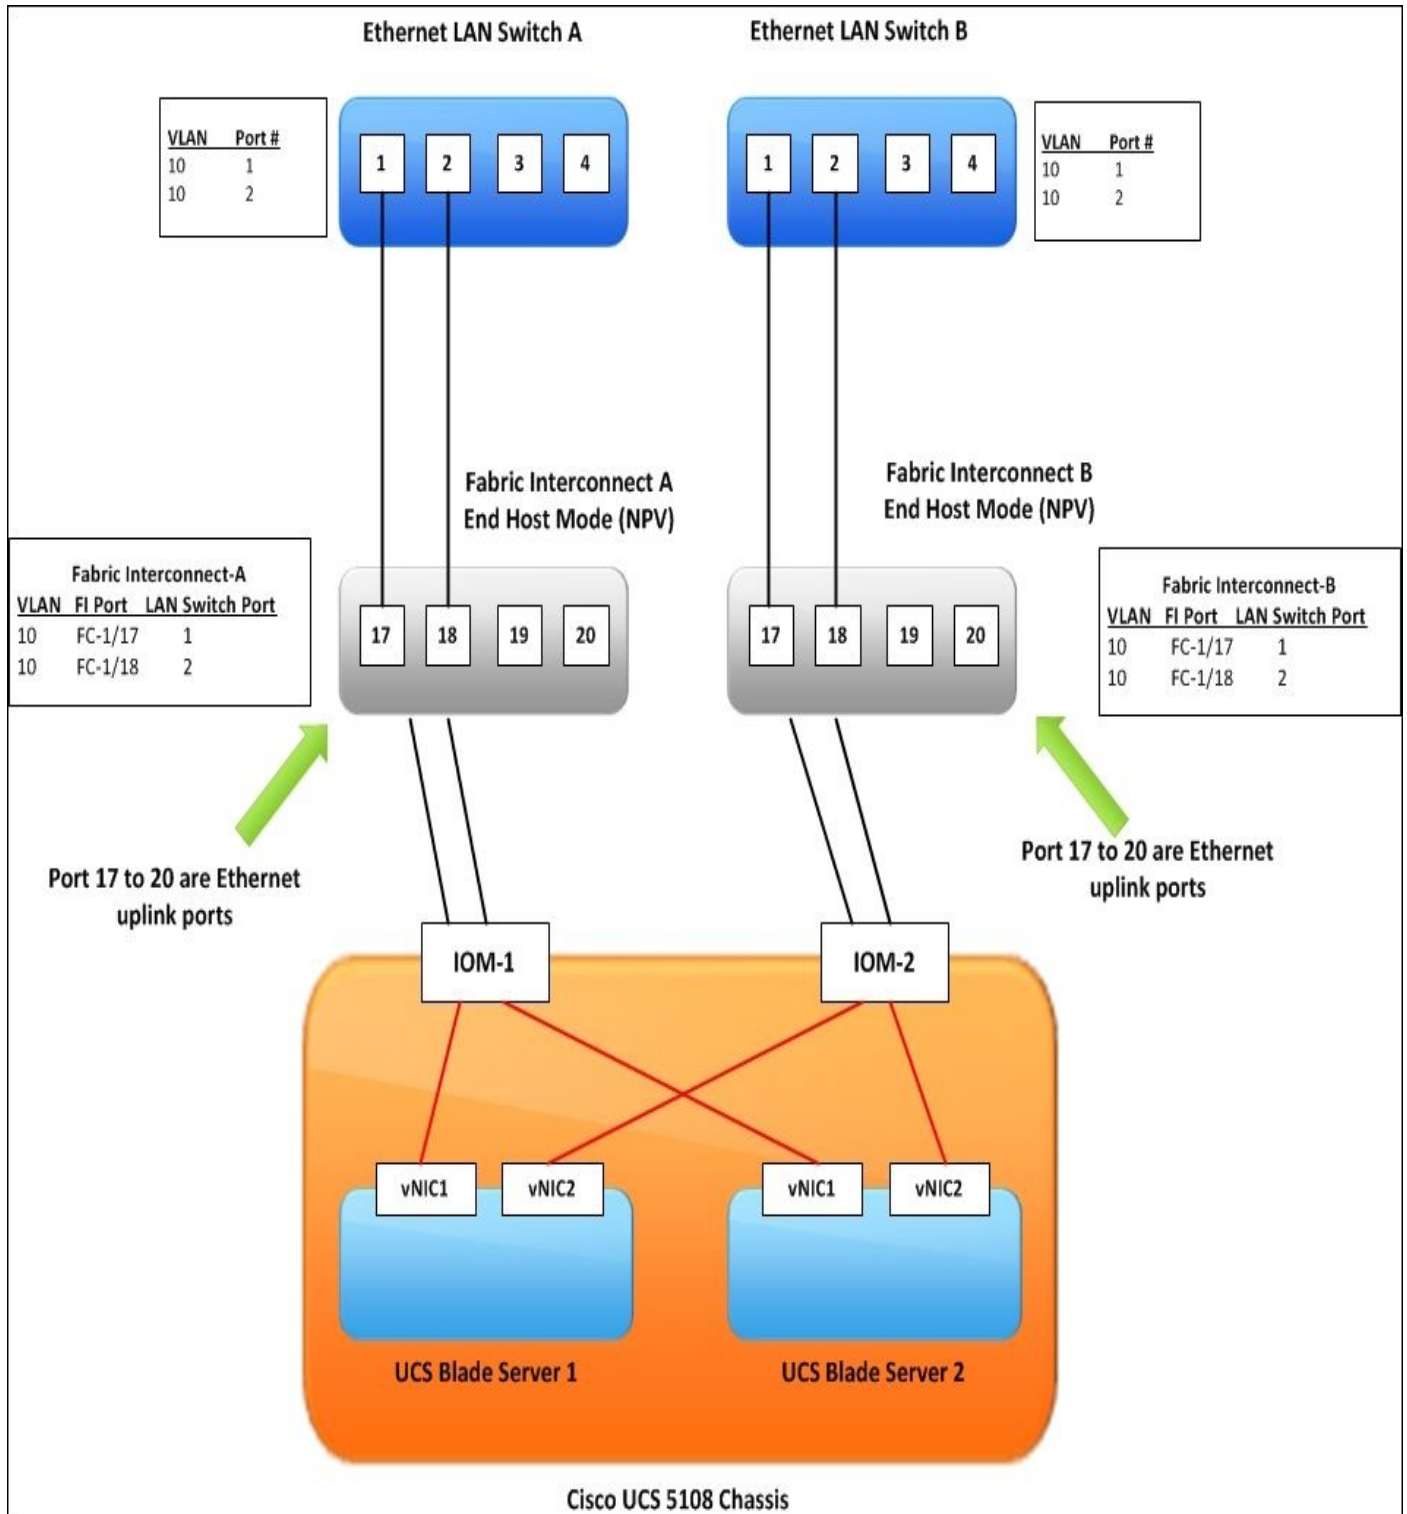 Ethernet LAN Switch A
Ethernet LAN Switch B
VLAN Port #
10 1
10 2
1 2 3 4
1 2 3 4
VLAN Port #
10 1
10 2
Fabric Interconnect A
End Host Mode (NPV)
Fabric Interconnect B
End Host Mode (NPV)
Fabric Interconnect-A
VLAN FI Port LAN Switch Port
10 FC-1/17 1
10 FC-1/18 2
17 18 19 20
17 18 19 20
Fabric Interconnect-B
VLAN FI Port LAN Switch Port
10 FC-1/17 1
10 FC-1/18 2
Port 17 to 20 are Ethernet
uplink ports
Port 17 to 20 are Ethernet
uplink ports
IOM-1
IOM-2
vNIC1
vNIC2
vNIC1
vNIC2
UCS Blade Server 1
UCS Blade Server 2
Cisco UCS 5108 Chassis